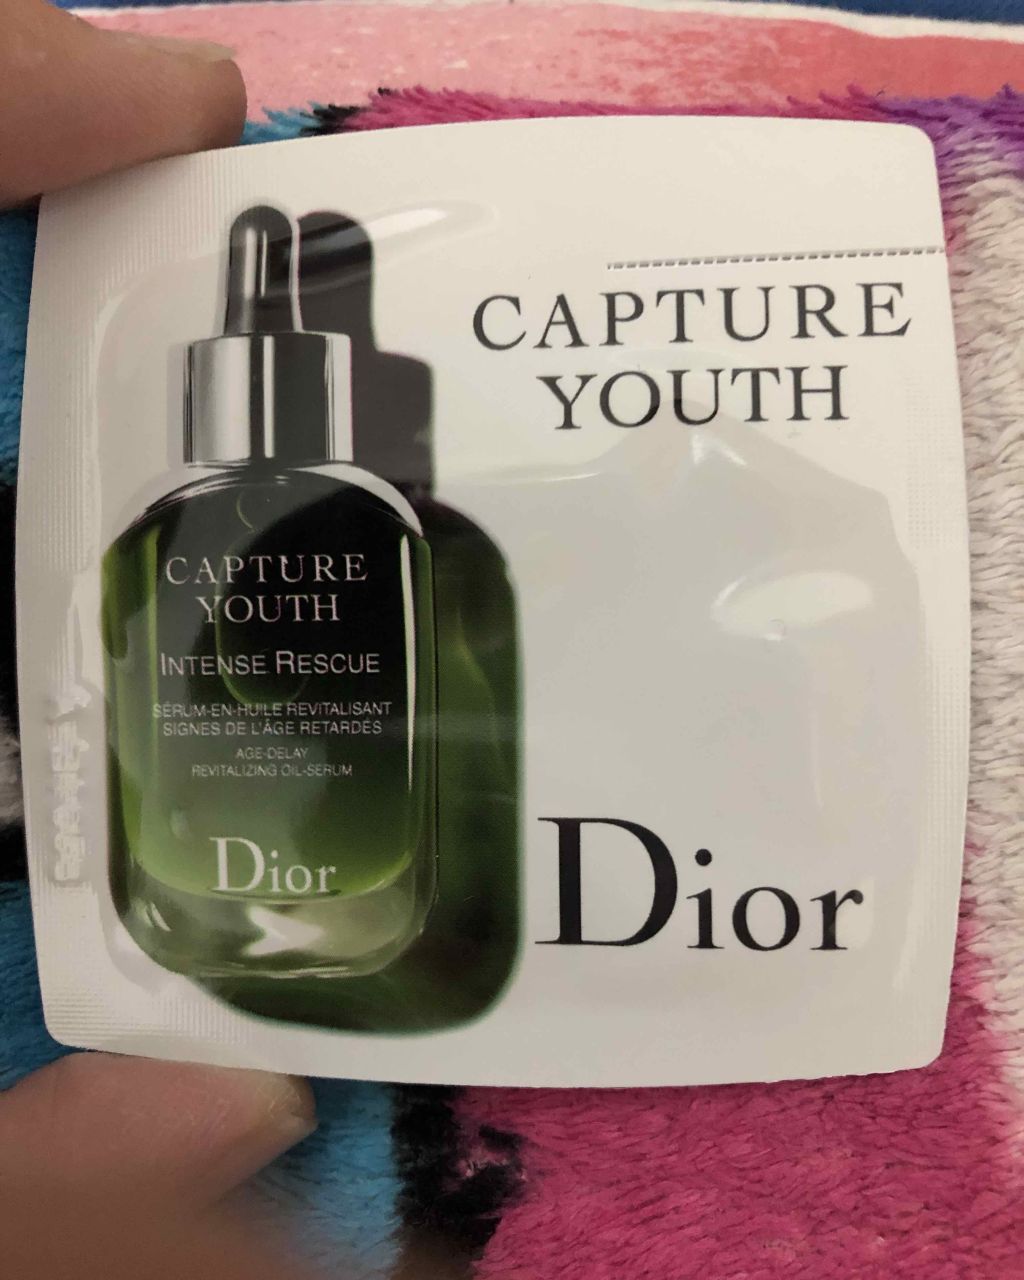 CAPTURE
YOUTH
CAPTURE
YOUTH
INTENSE RESCUE
SÉRUM-EN-HUILE REVITALISANT
SIGNES DE L'ÂGE RETARDÉS
AGE-DELAY
REVITALIZING OIL-SERUM
Dior
Dior